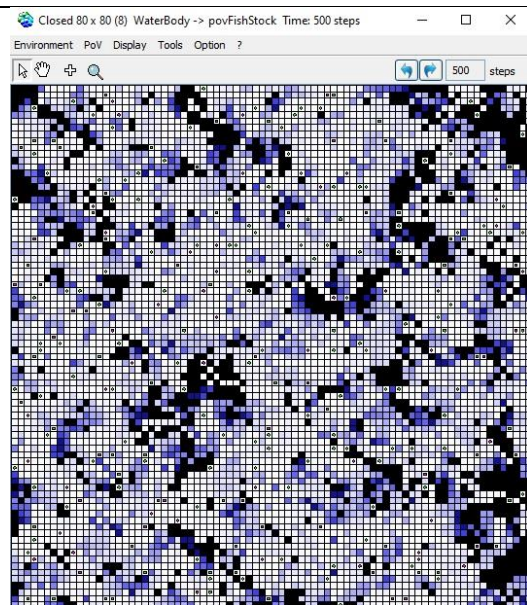 Closed 80 x 80 (8) WaterBody -> povFishStock Time: 500 steps
Environment PoV Display Tools Option ?
500 steps